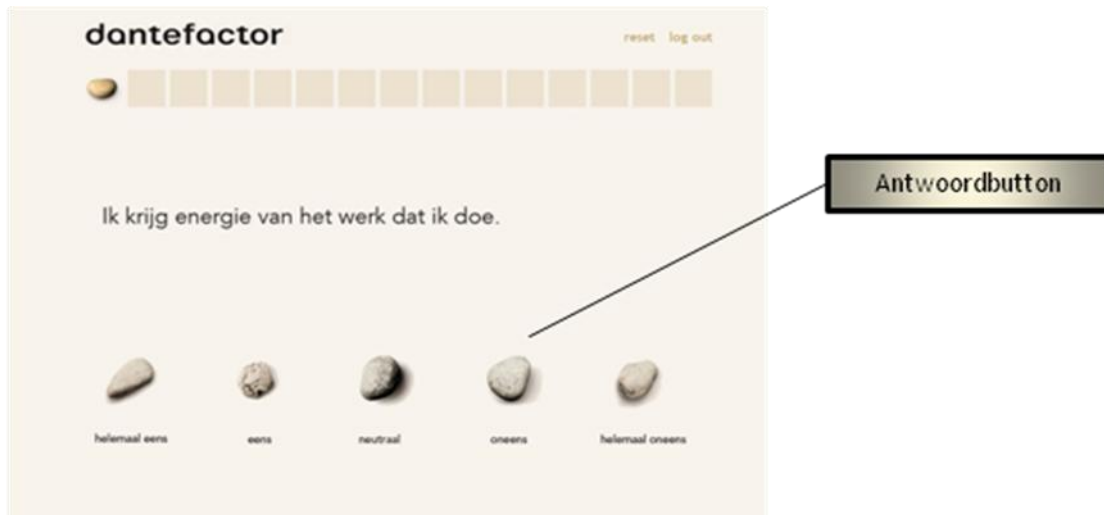 dantefactor
reset log out
Antwoordbutton
Ik krijg energie van het werk dat ik doe.
helemaal eens eens neutraal oneens helemaal oneens